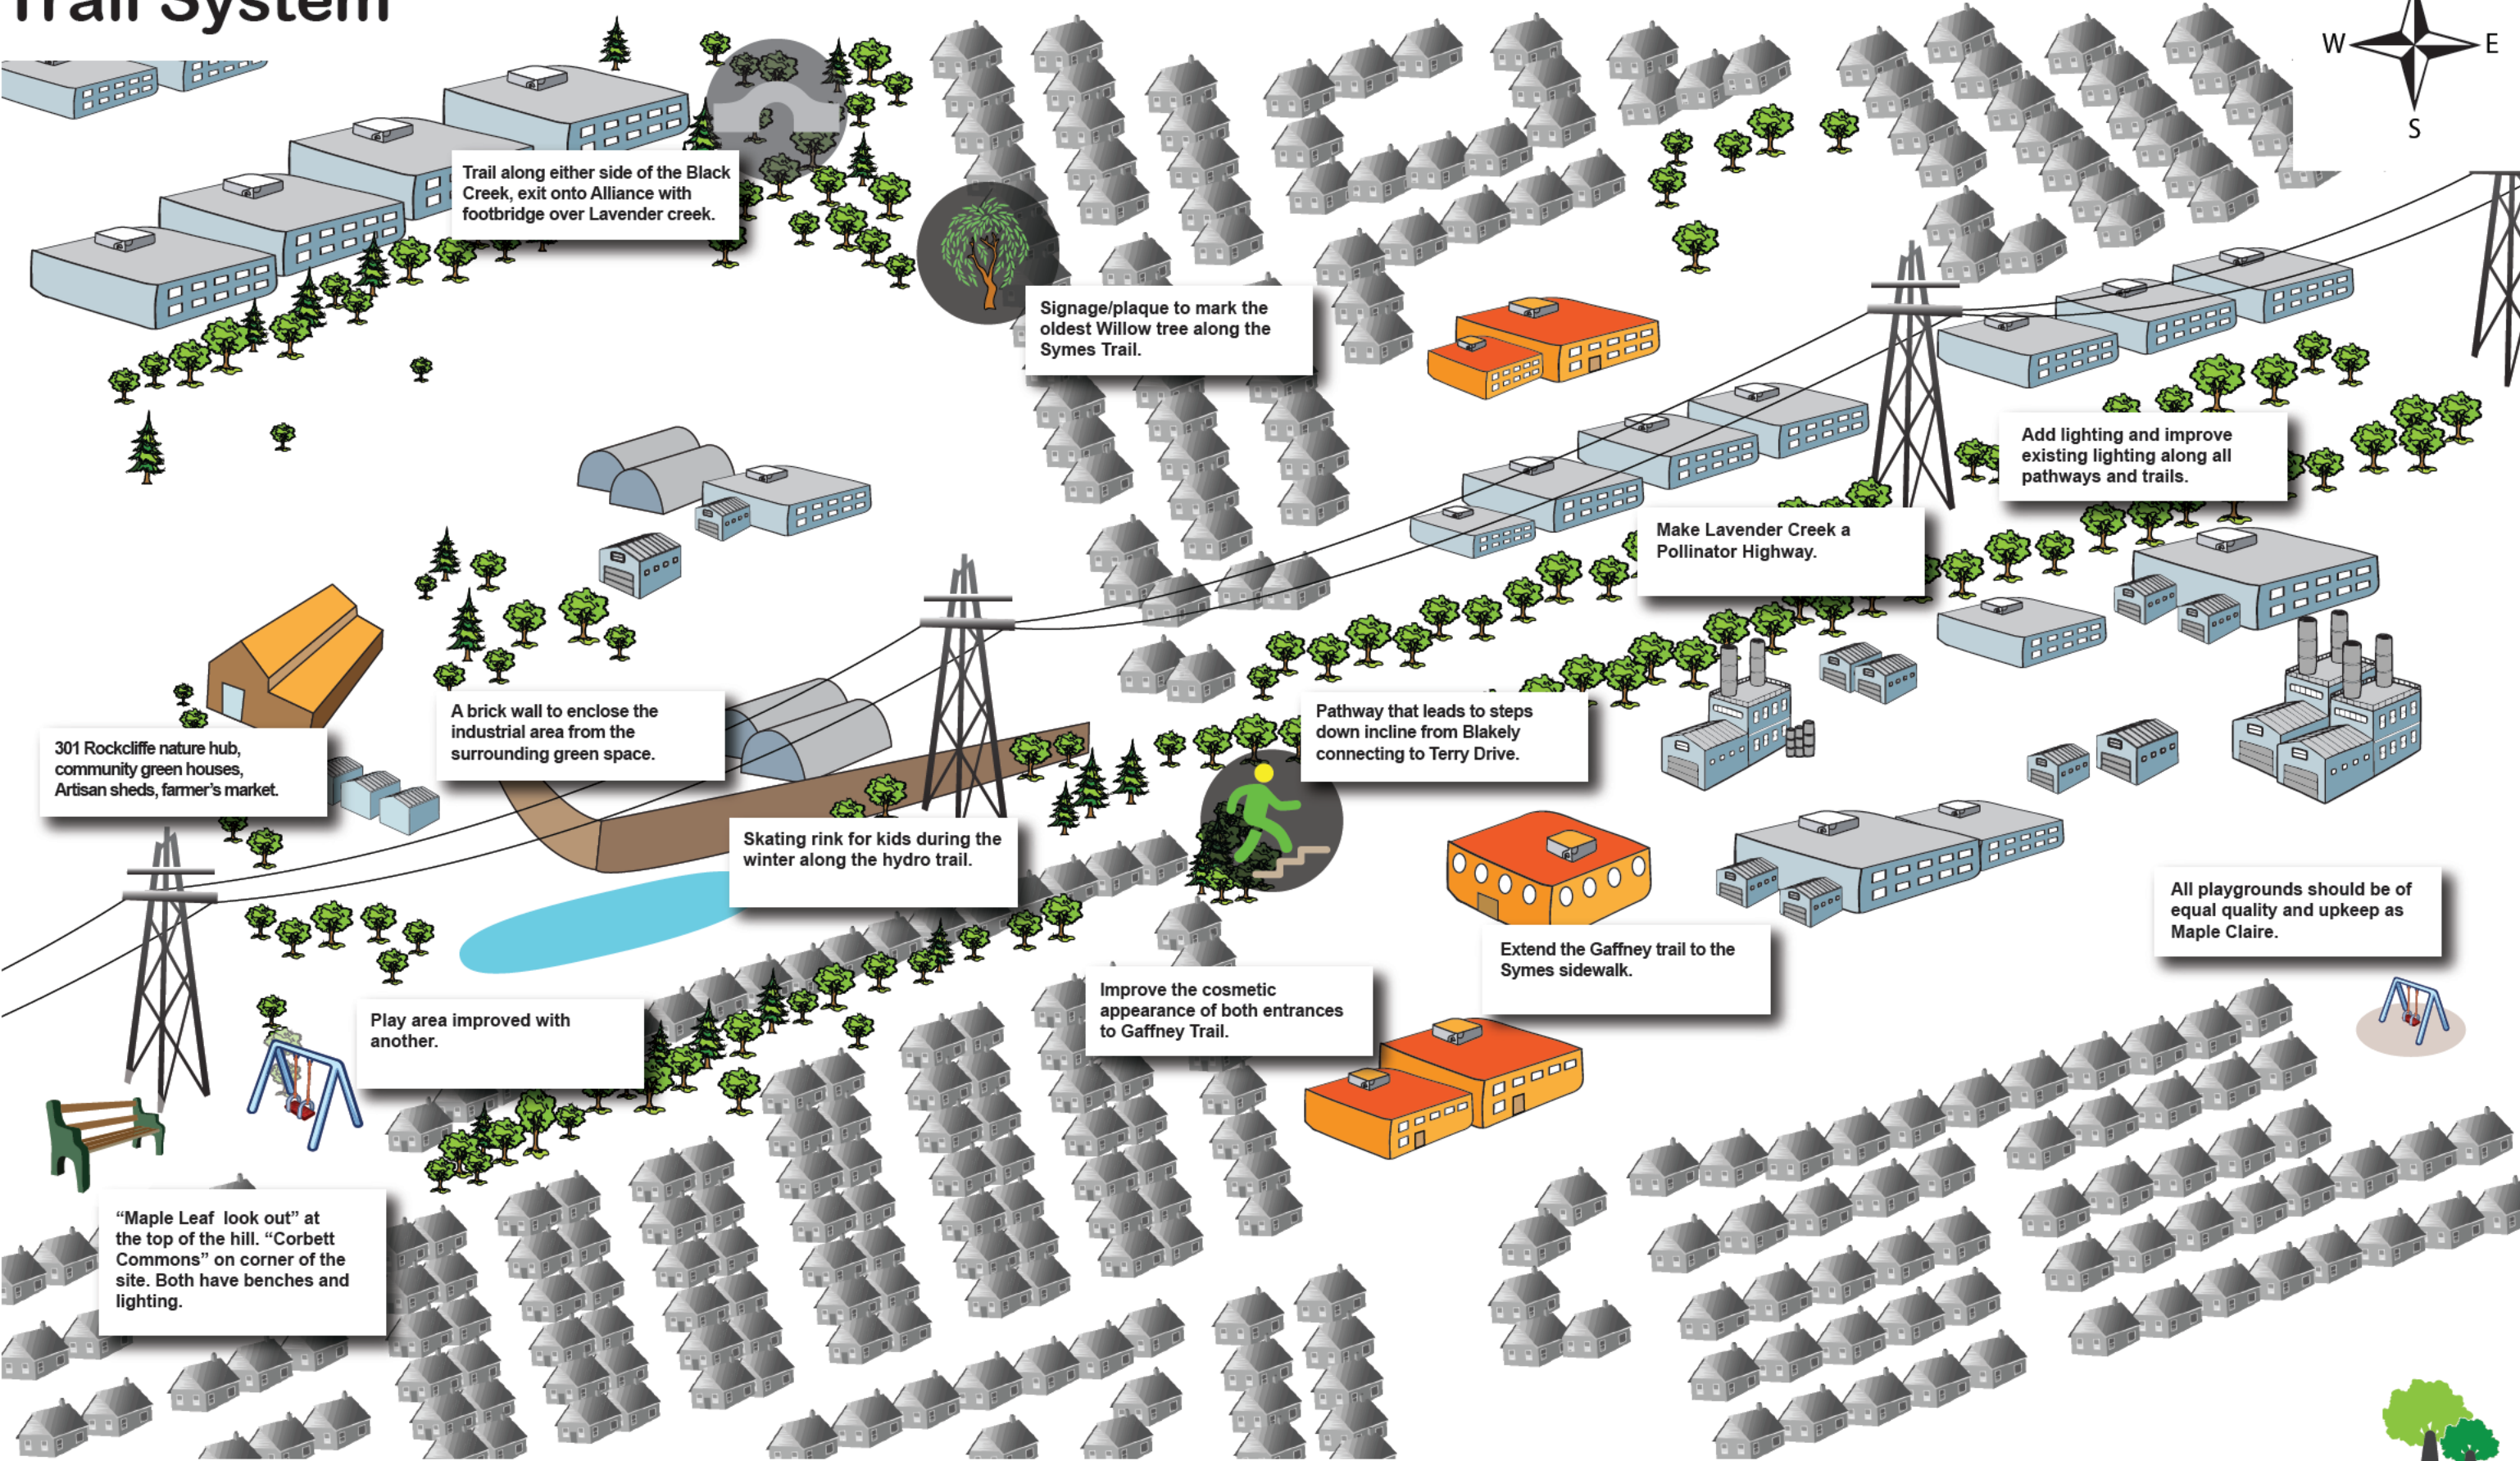 Trail System
W
E
S
Trail along either side of the Black
Creek, exit onto Alliance with
footbridge over Lavender creek.
Signage/plaque to mark the
oldest Willow tree along the
Symes Trail.
Add lighting and improve
existing lighting along all
pathways and trails.
Make Lavender Creek a
Pollinator Highway.
A brick wall to enclose the
industrial area from the
surrounding green space.
Pathway that leads to steps
down incline from Blakely
connecting to Terry Drive.
301 Rockcliffe nature hub,
community green houses,
Artisan sheds, farmer's market.
Skating rink for kids during the
winter along the hydro trail.
All playgrounds should be of
equal quality and upkeep as
Maple Claire.
Extend the Gaffney trail to the
Symes sidewalk.
Improve the cosmetic
appearance of both entrances
to Gaffney Trail.
Play area improved with
another.
“Maple Leaf look out” at
the top of the hill. “Corbett
Commons” on corner of the
site. Both have benches and
lighting.